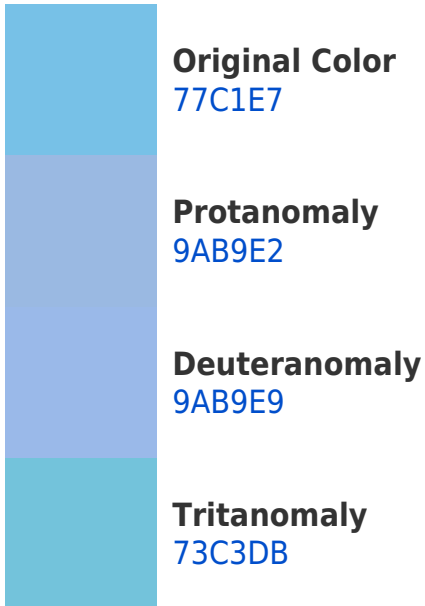 Original Color
77C1E7
Protanomaly
9AB9E2
Deuteranomaly
9AB9E9
Tritanomaly
73C3DB